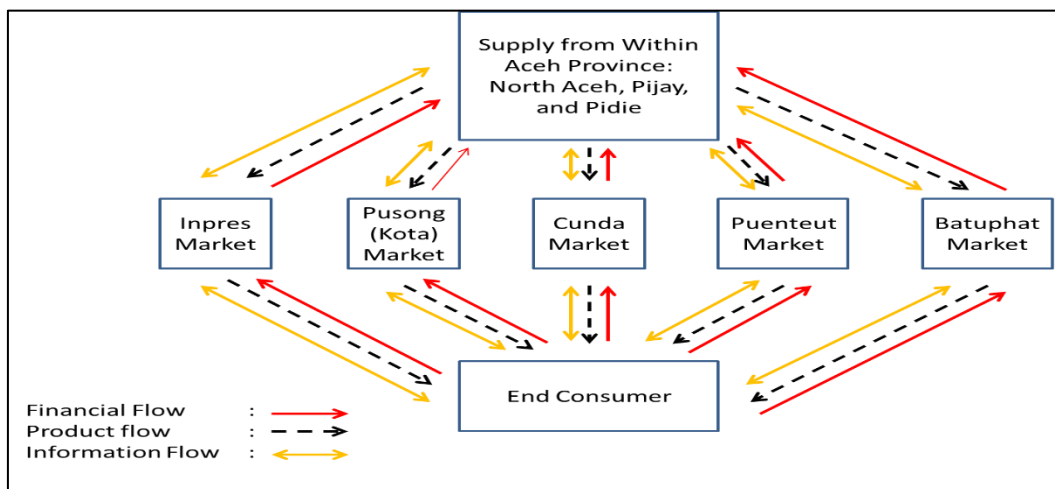 Supply from Within
Aceh Province:
North Aceh, Pijay,
and Pidie
Inpres
Market
Pusong
(Kota)
Market
Cunda
Market
Puenteut
Market
Batuphat
Market
End Consumer
Financial Flow :
Product flow :
Information Flow :